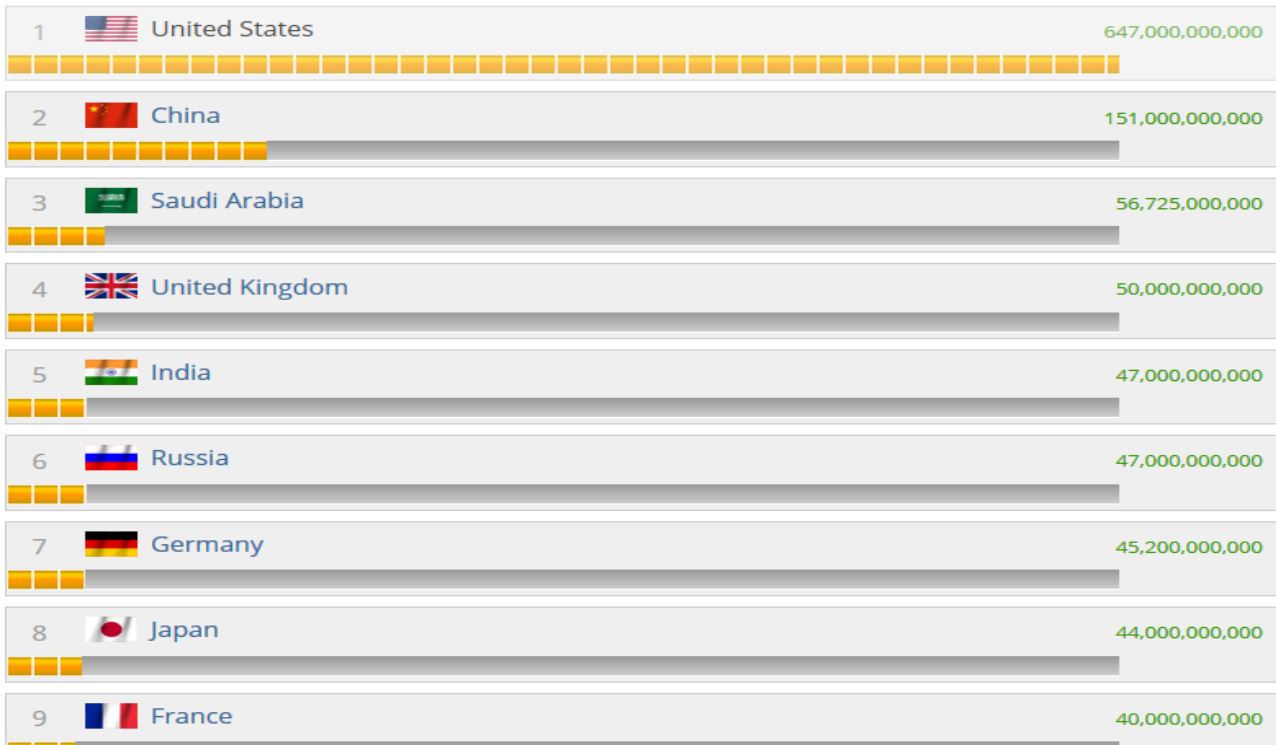 1 United States 647,000,000,000
2 China 151,000,000,000
3 Saudi Arabia 56,725,000,000
4 United Kingdom 50,000,000,000
5 India 47,000,000,000
6 Russia 47,000,000,000
7 Germany 45,200,000,000
8 Japan 44,000,000,000
9 France 40,000,000,000